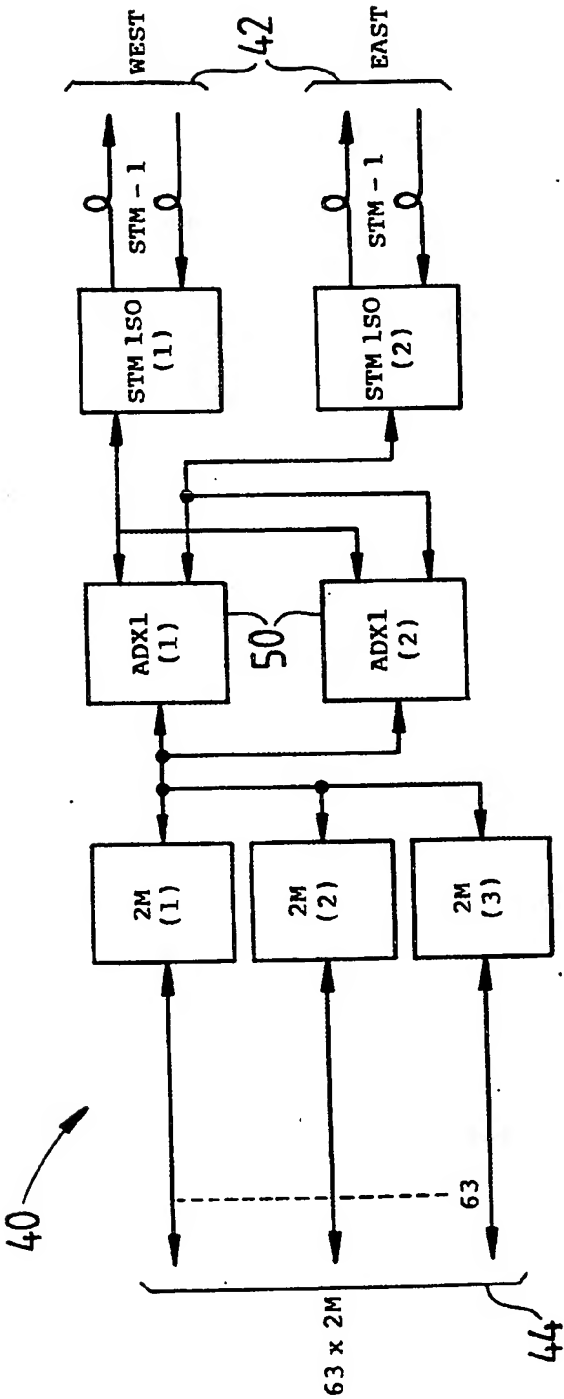 40
63 x 2M
44
63
2M
(1)
2M
(2)
2M
(3)
ADX1
(1)
50
ADX1
(2)
STM 1SO
(1)
STM 1SO
(2)
STM - 1
STM - 1
WEST
42
EAST